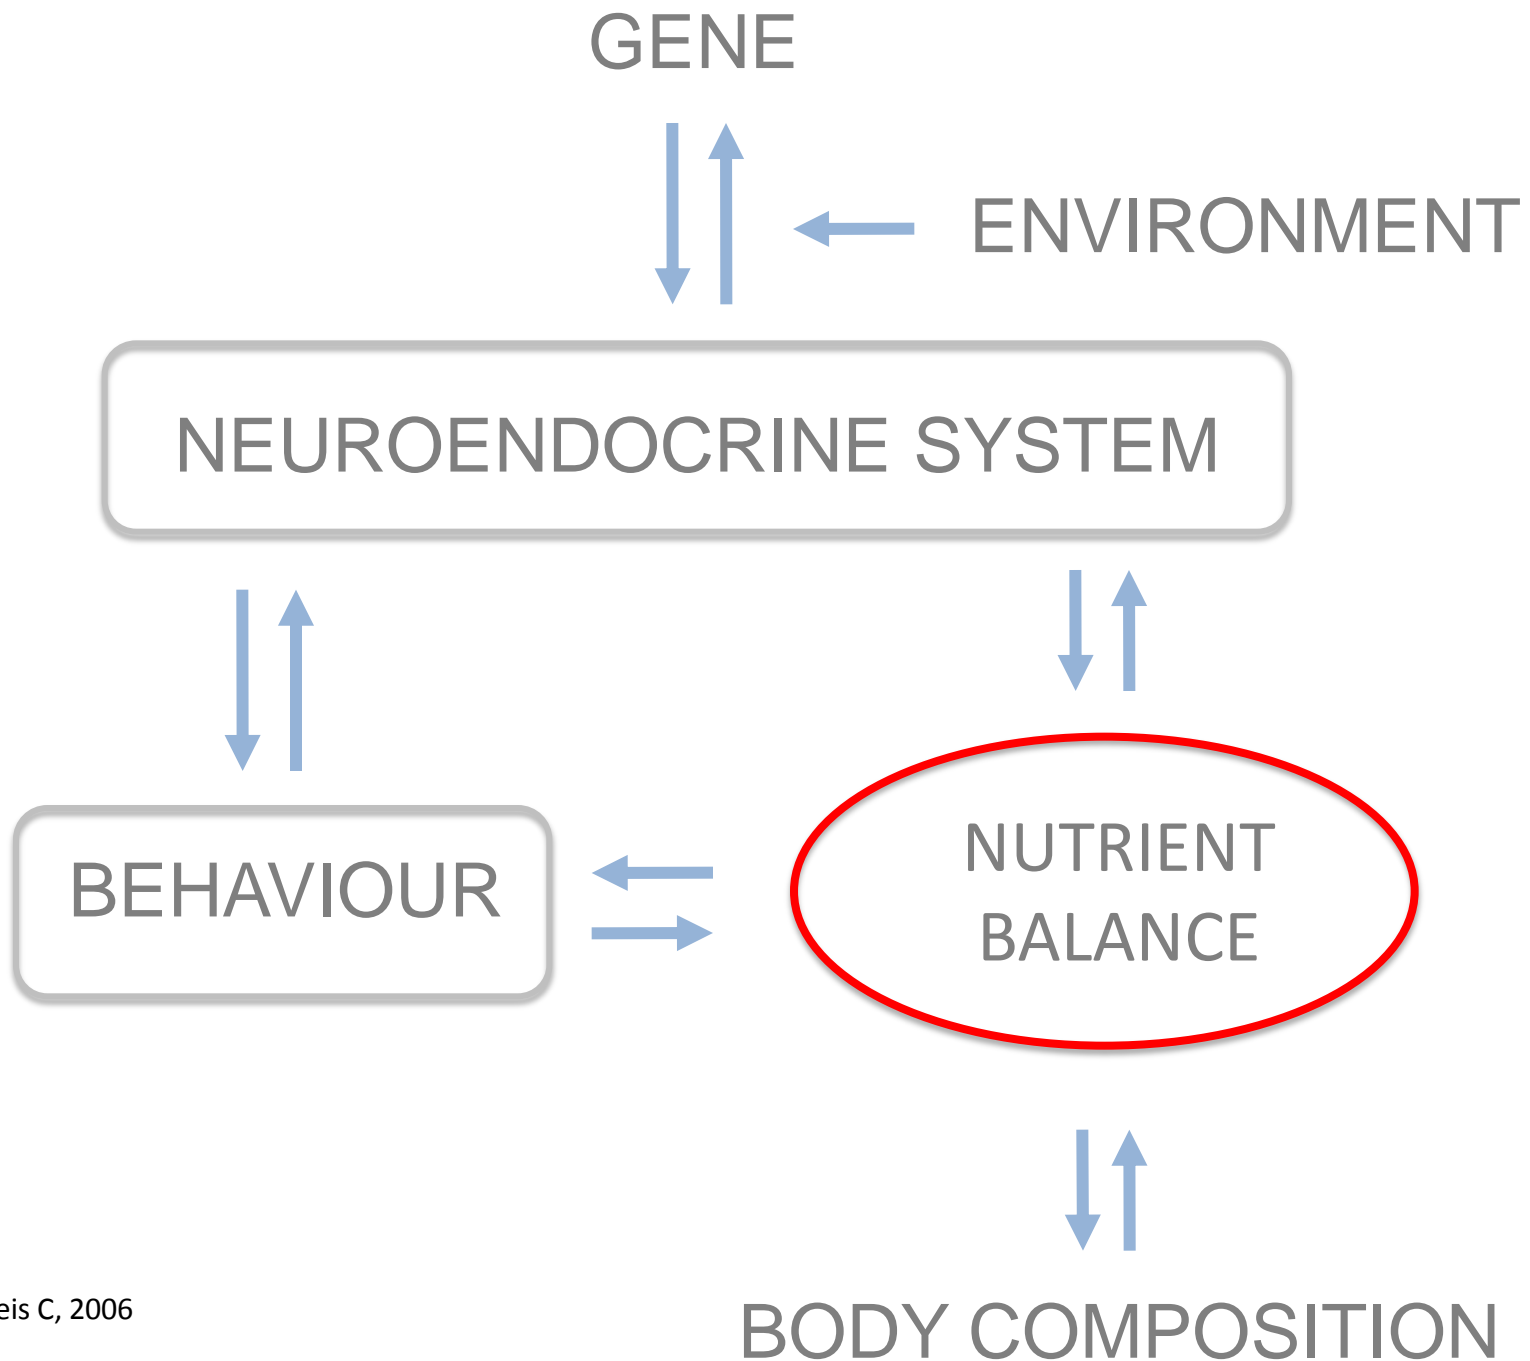 GENE
ENVIRONMENT
NEUROENDOCRINE SYSTEM
BEHAVIOUR
NUTRIENT
BALANCE
C, 2006
BODY COMPOSITION